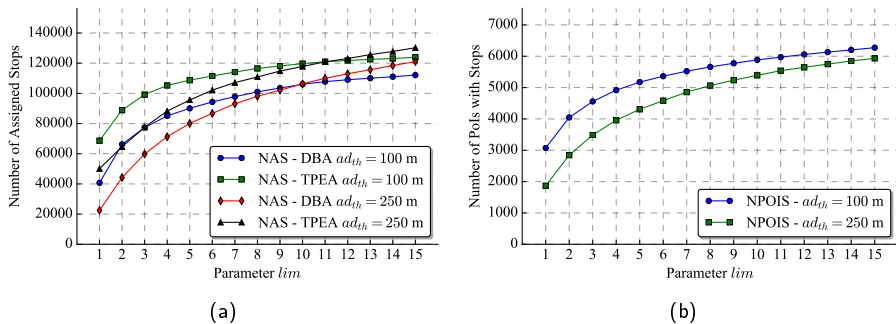 Number of Assigned Stops
140000
120000
100000
80000
60000
40000
20000
0
NAS - DBA ad_th = 100 m
NAS - TPEA ad_th = 100 m
NAS - DBA ad_th = 250 m
NAS - TPEA ad_th = 250 m
1 2 3 4 5 6 7 8 9 10 11 12 13 14 15
Parameter lim
(a)
Number of PoIs with Stops
7000
6000
5000
4000
3000
2000
1000
0
NPOIS - ad_th = 100 m
NPOIS - ad_th = 250 m
1 2 3 4 5 6 7 8 9 10 11 12 13 14 15
Parameter lim
(b)